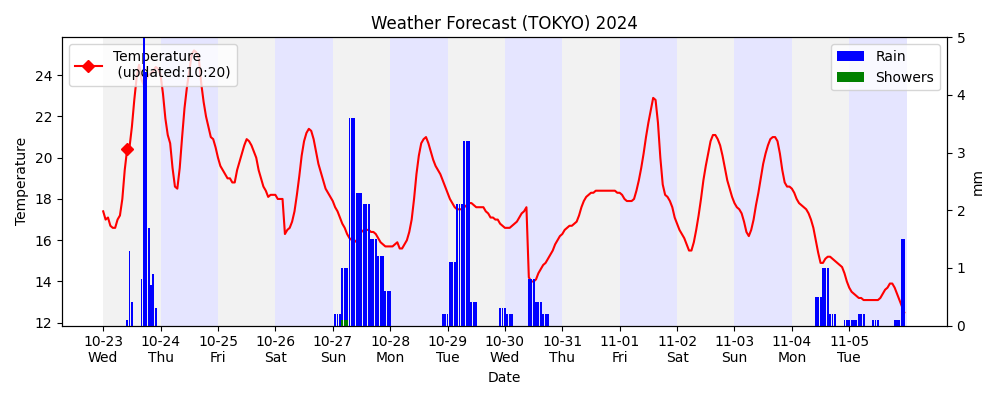 Weather Forecast (TOKYO) 2024
Temperature
(updated:10:20)
Rain
Showers
Temperature
24
22
20
18
16
14
12
5
4
3
2
1
0
mm
10-23 10-24 10-25 10-26 10-27 10-28 10-29 10-30 10-31 11-01 11-02 11-03 11-04 11-05
Wed Thu Fri Sat Sun Mon Tue Wed Thu Fri Sat Sun Mon Tue
Date